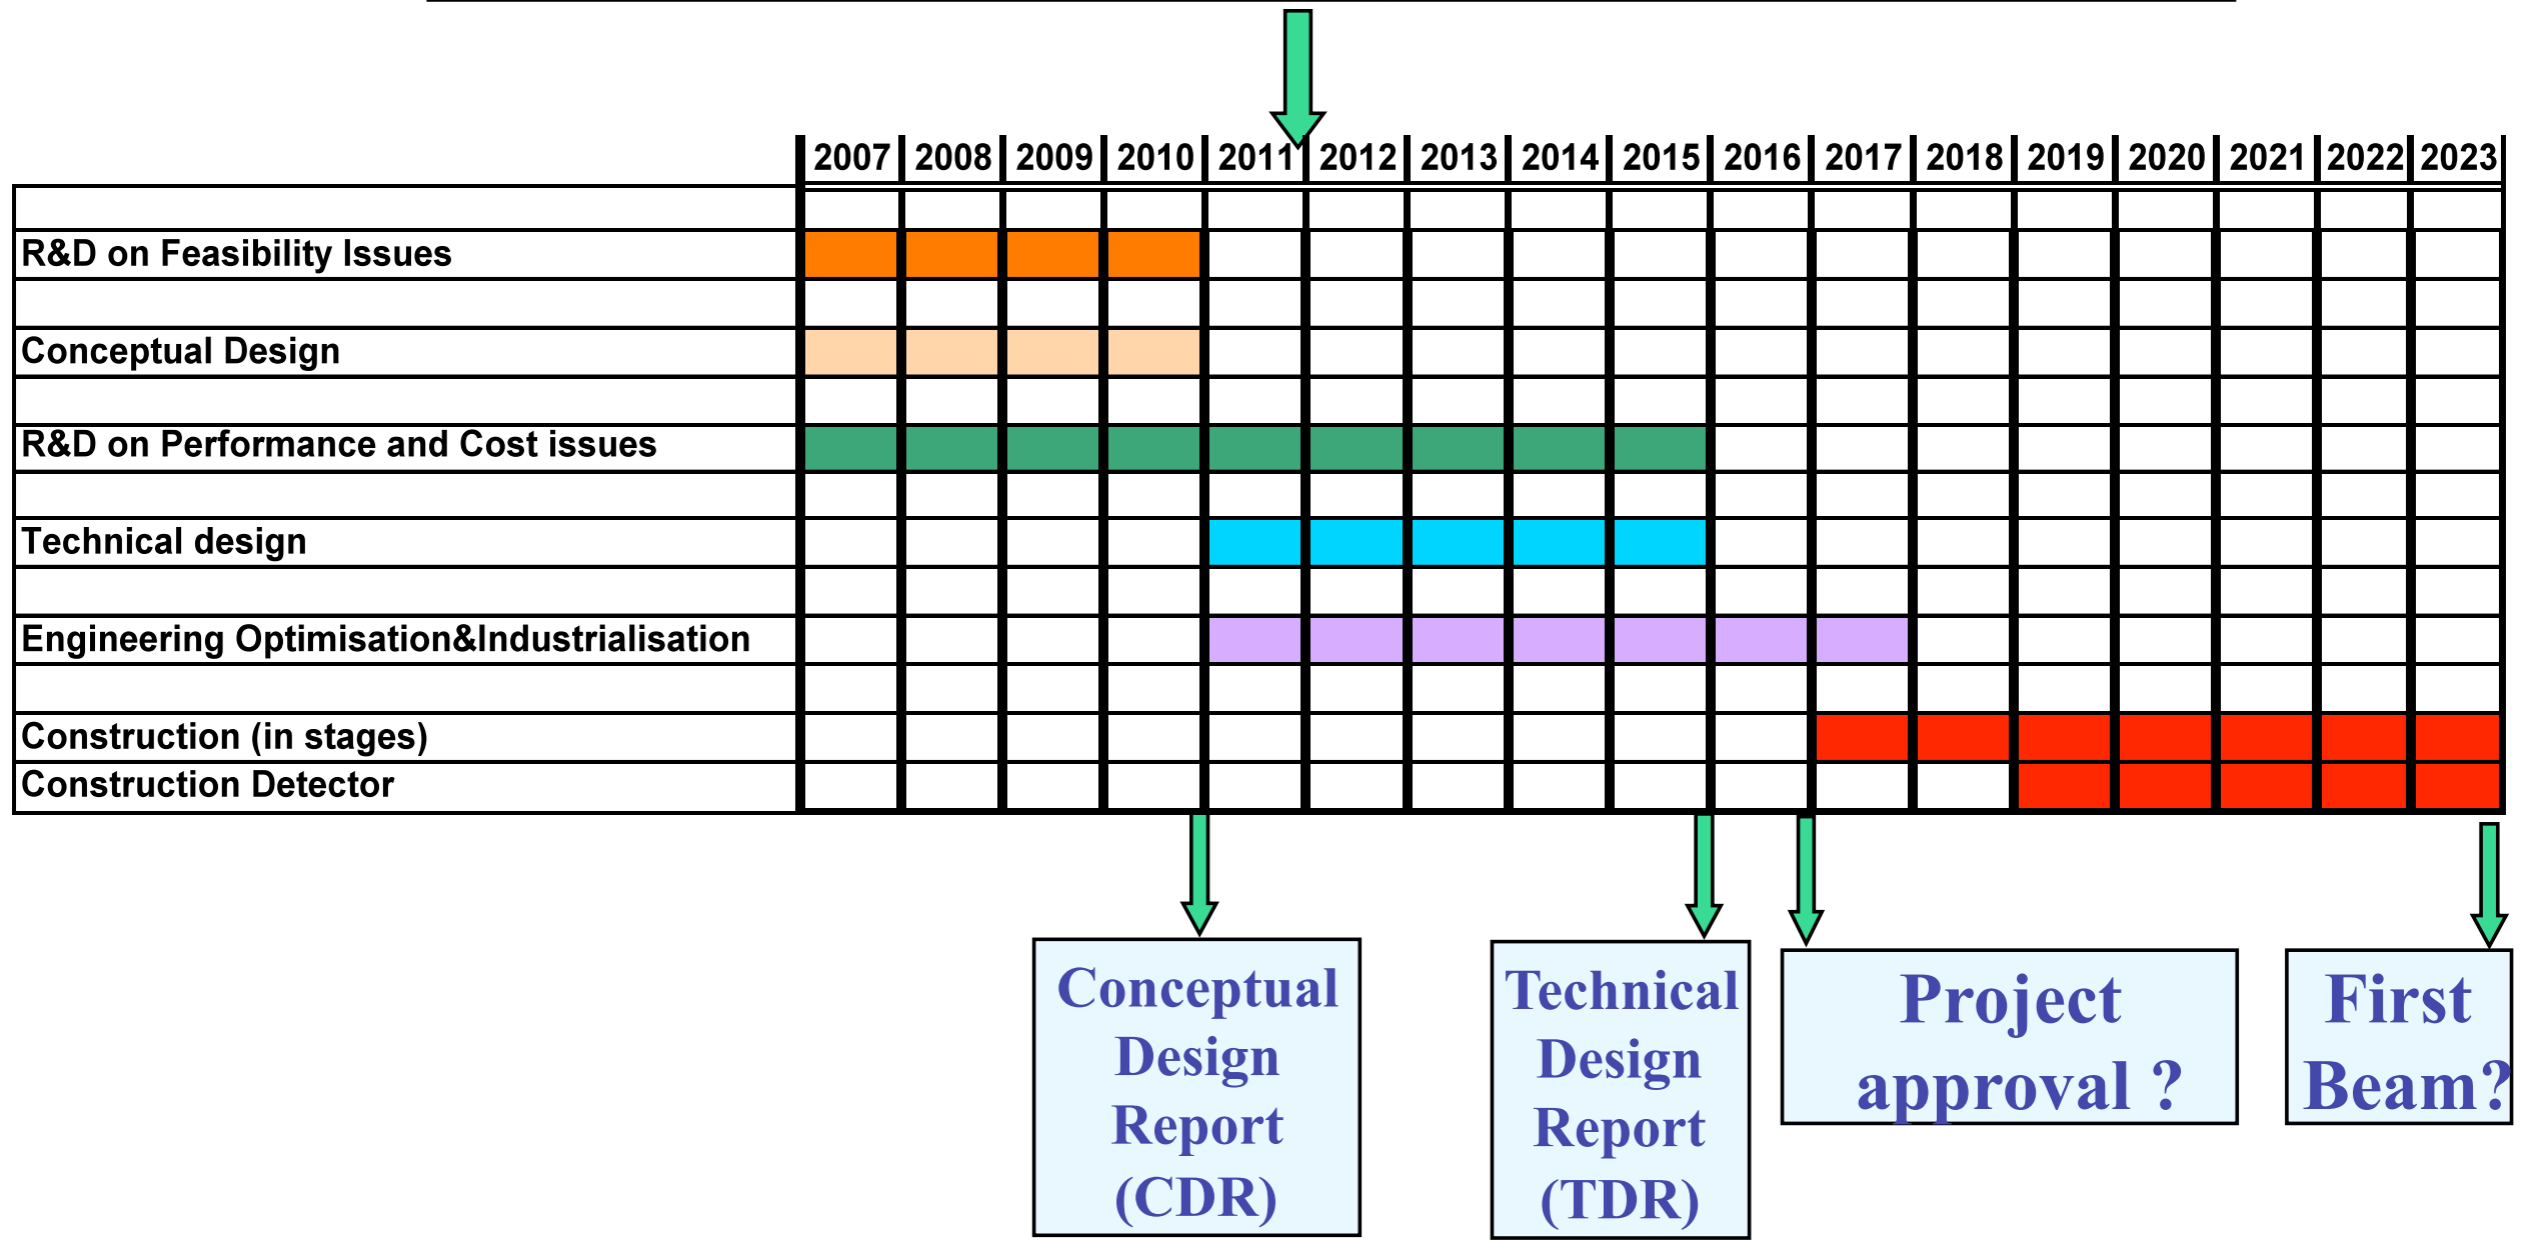 2007 2008 2009 2010 2011 2012 2013 2014 2015 2016 2017 2018 2019 2020 2021 2022 2023
R&D on Feasibility Issues
Conceptual Design
R&D on Performance and Cost issues
Technical design
Engineering Optimisation&Industrialisation
Construction (in stages)
Construction Detector
Conceptual
Design
Report
(CDR)
Technical
Design
Report
(TDR)
Project
approval ?
First
Beam?